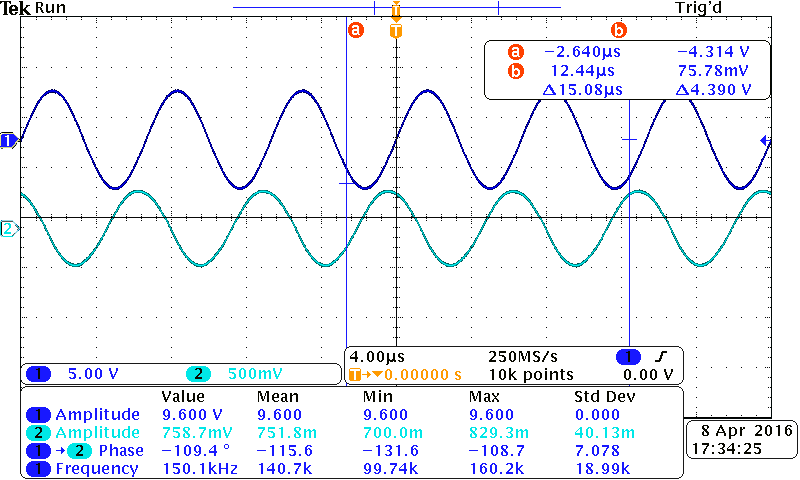 Tek Run Trig'd
T
a T b
a −2.640µs −4.314 V
b 12.44µs 75.78mV
Δ15.08µs Δ4.390 V
1
2
1 5.00 V 2 500mV
4.00µs 250MS/s 1
T→▼0.00000 s 10k points 0.00 V
Value Mean Min Max Std Dev
1 Amplitude 9.600 V 9.600 9.600 9.600 0.000
2 Amplitude 758.7mV 751.8m 700.0m 829.3m 40.13m
1 → 2 Phase −109.4 ° −115.6 −131.6 −108.7 7.078
1 Frequency 150.1kHz 140.7k 99.74k 160.2k 18.99k
8 Apr 2016
17:34:25